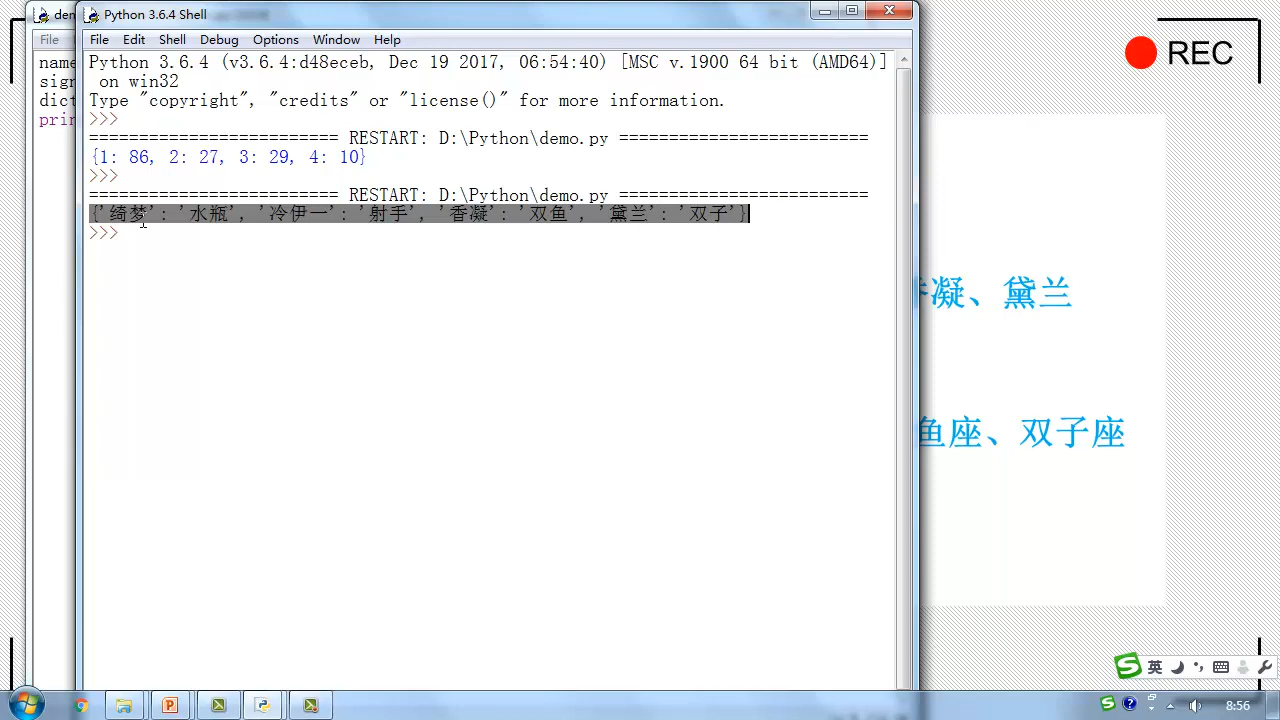 den
Python 3.6.4 Shell
REC
File
File Edit Shell Debug Options Window Help
name
sign
dict
prin
Python 3.6.4 (v3.6.4:d48eceb, Dec 19 2017, 06:54:40) [MSC v.1900 64 bit (AMD64)]
on win32
Type "copyright", "credits" or "license()" for more information.
>>>
========================= RESTART: D:\Python\demo.py =========================
{1: 86, 2: 27, 3: 29, 4: 10}
>>>
========================= RESTART: D:\Python\demo.py =========================
{'绮梦': '水瓶', '冷伊一': '射手', '香凝': '双鱼', '黛兰': '双子'}
>>>
香凝、黛兰
鱼座、双子座
英
8:56